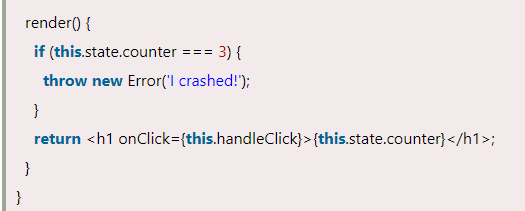 render() {
if (this.state.counter === 3) {
throw new Error('I crashed!');
}
return <h1 onClick={this.handleClick}>{this.state.counter}</h1>;
}
}